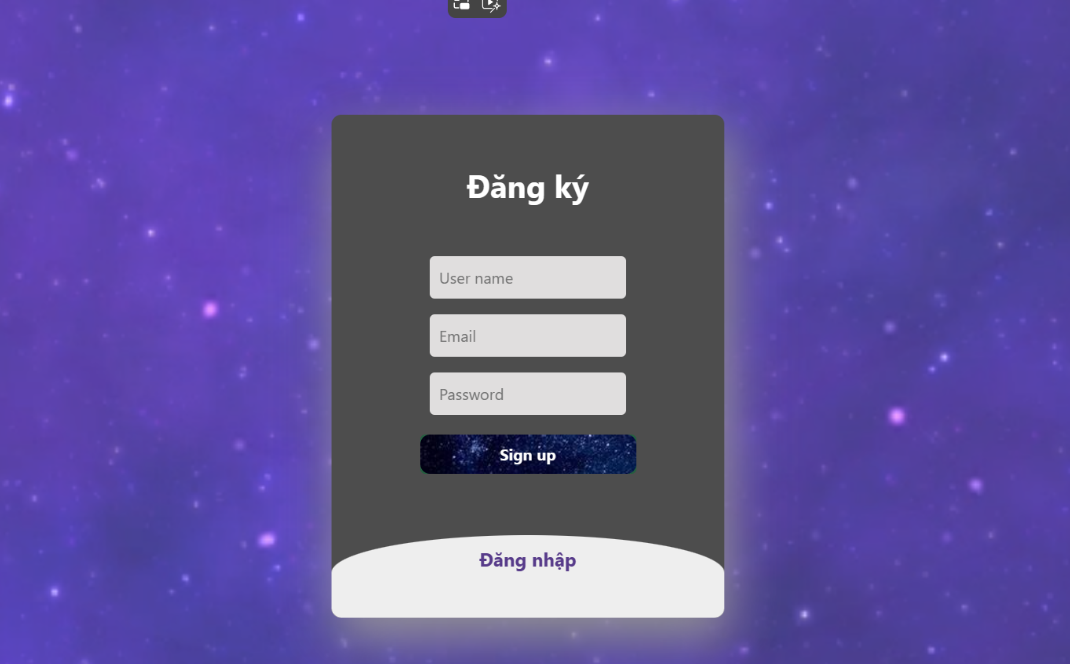 Đăng ký
User name
Email
Password
Sign up
Đăng nhập